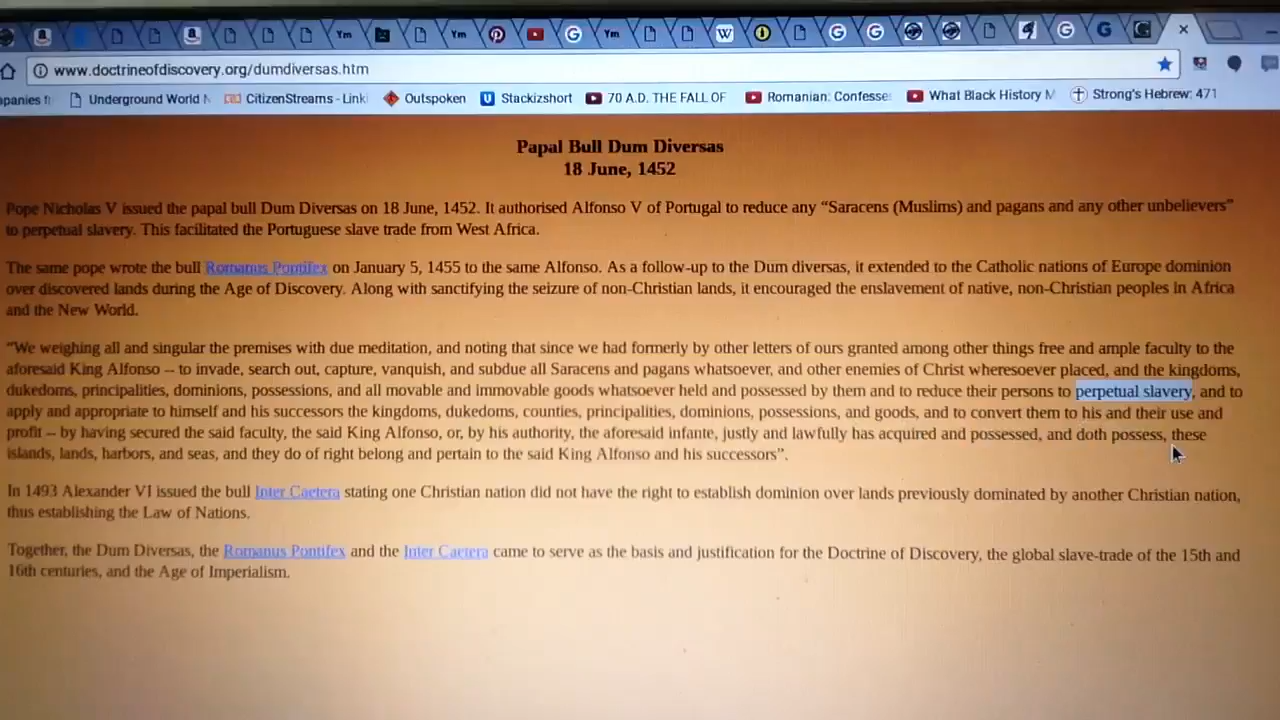 Ym
Ym
Ym
W
G
G
G
G
G
www.doctrineofdiscovery.org/dumdiversas.htm
Underground World N
CitizenStreams - Linki
Outspoken
U Stackizshort
70 A.D. THE FALL OF
Romanian: Confesse
What Black History M
Strong's Hebrew: 471
Papal Bull Dum Diversas
18 June, 1452
Pope Nicholas V issued the papal bull Dum Diversas on 18 June, 1452. It authorised Alfonso V of Portugal to reduce any “Saracens (Muslims) and pagans and any other unbelievers”
to perpetual slavery. This facilitated the Portuguese slave trade from West Africa.
The same pope wrote the bull Romanus Pontifex on January 5, 1455 to the same Alfonso. As a follow-up to the Dum diversas, it extended to the Catholic nations of Europe dominion
over discovered lands during the Age of Discovery. Along with sanctifying the seizure of non-Christian lands, it encouraged the enslavement of native, non-Christian peoples in Africa
and the New World.
“We weighing all and singular the premises with due meditation, and noting that since we had formerly by other letters of ours granted among other things free and ample faculty to the
aforesaid King Alfonso – to invade, search out, capture, vanquish, and subdue all Saracens and pagans whatsoever, and other enemies of Christ wheresoever placed, and the kingdoms,
dukedoms, principalities, dominions, possessions, and all movable and immovable goods whatsoever held and possessed by them and to reduce their persons to perpetual slavery, and to
apply and appropriate to himself and his successors the kingdoms, dukedoms, counties, principalities, dominions, possessions, and goods, and to convert them to his and their use and
profit -- by having secured the said faculty, the said King Alfonso, or, by his authority, the aforesaid infante, justly and lawfully has acquired and possessed, and doth possess, these
islands, lands, harbors, and seas, and they do of right belong and pertain to the said King Alfonso and his successors”.
In 1493 Alexander VI issued the bull Inter Caetera stating one Christian nation did not have the right to establish dominion over lands previously dominated by another Christian nation,
thus establishing the Law of Nations.
Together, the Dum Diversas, the Romanus Pontifex and the Inter Caetera came to serve as the basis and justification for the Doctrine of Discovery, the global slave-trade of the 15th and
16th centuries, and the Age of Imperialism.